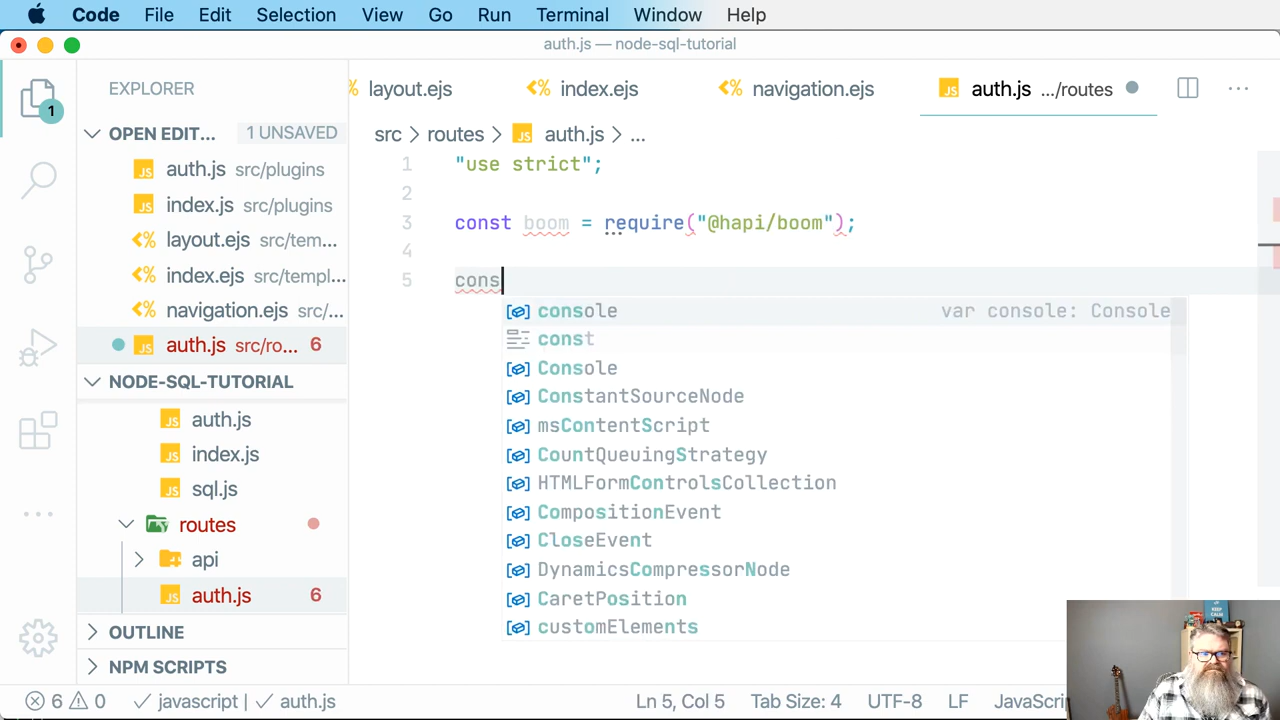 Code File Edit Selection View Go Run Terminal Window Help
auth.js — node-sql-tutorial
EXPLORER
OPEN EDIT... 1 UNSAVED
auth.js src/plugins
index.js src/plugins
layout.ejs src/tem...
index.ejs src/templ...
navigation.ejs src/...
auth.js src/ro... 6
NODE-SQL-TUTORIAL
auth.js
index.js
sql.js
routes
api
auth.js 6
OUTLINE
NPM SCRIPTS
1
layout.ejs index.ejs navigation.ejs auth.js .../routes
src > routes > auth.js > ...
1 "use strict";
2
3 const boom = require("@hapi/boom");
4
5 cons
console var console: Console
const
Console
ConstantSourceNode
msContentScript
CountQueuingStrategy
HTMLFormControlsCollection
CompositionEvent
CloseEvent
DynamicsCompressorNode
CaretPosition
customElements
6 0 javascript | auth.js Ln 5, Col 5 Tab Size: 4 UTF-8 LF JavaScri
KEEP
CALM